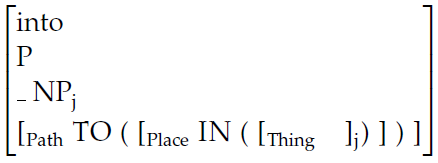 into
P
_ NPj
[Path TO ( [Place IN ( [Thing ]j) ] ) ]